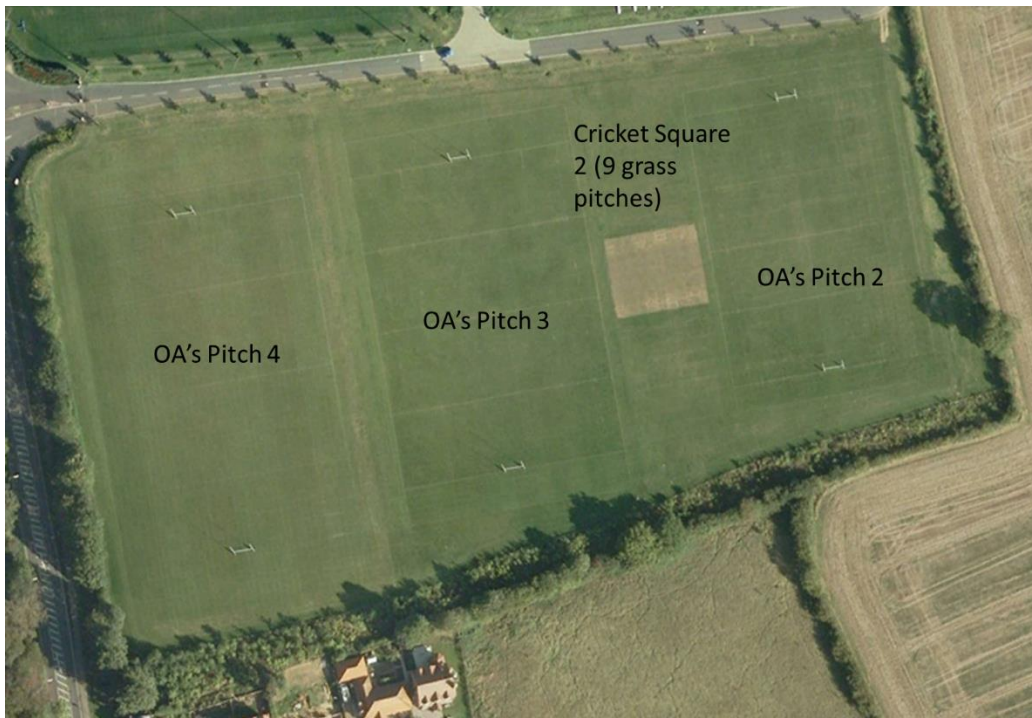 Cricket Square
2 (9 grass
pitches)
OA's Pitch 2
OA's Pitch 3
OA's Pitch 4